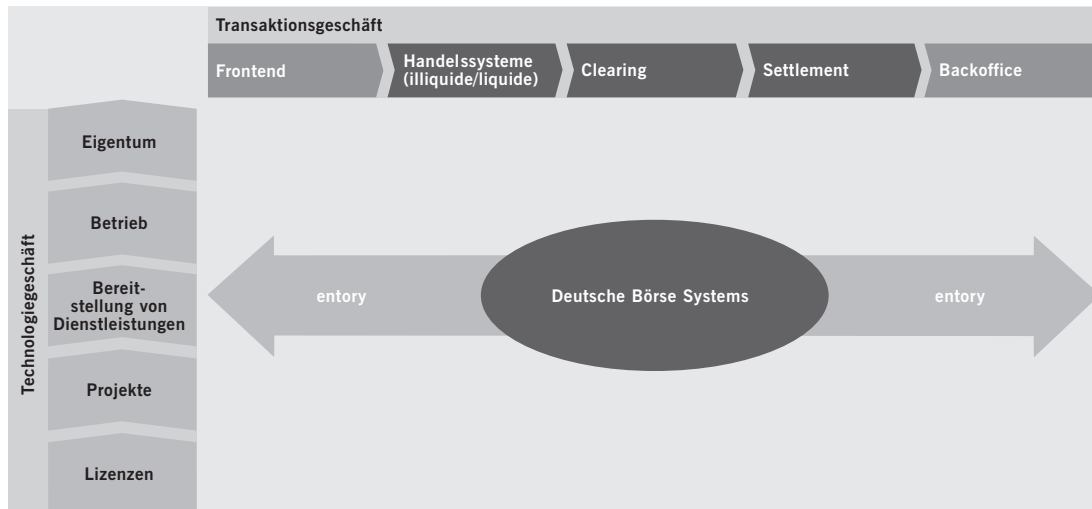 Transaktionsgeschäft
Frontend
Handelssysteme
(illiquide/liquide)
Clearing
Settlement
Backoffice
Technologiegeschäft
Eigentum
Betrieb
Bereit-
stellung von
Dienstleistungen
Projekte
Lizenzen
entory
Deutsche Börse Systems
entory